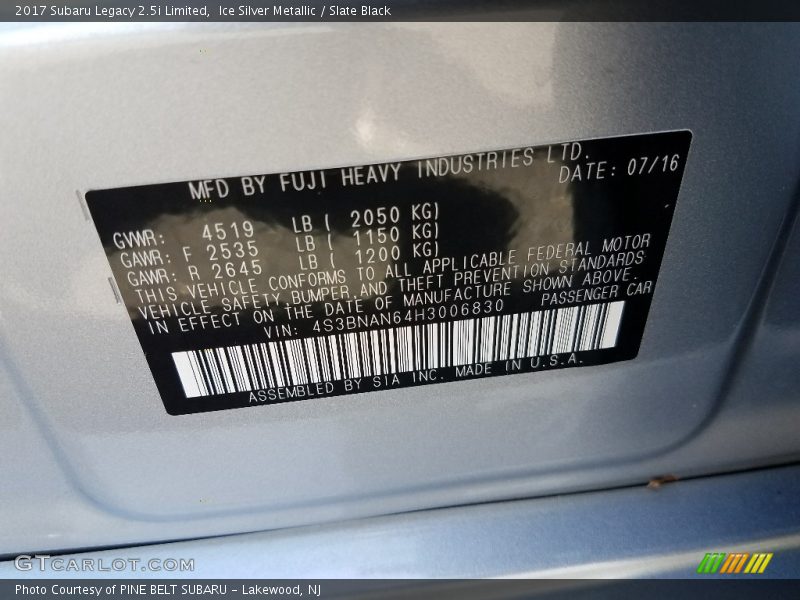 2017 Subaru Legacy 2.5i Limited,  Ice Silver Metallic / Slate Black
MFD BY FUJI HEAVY INDUSTRIES LTD.
DATE: 07/16
GVWR: 4519 LB ( 2050 KG)
GAWR: F 2535 LB ( 1150 KG)
GAWR: R 2645 LB ( 1200 KG)
THIS VEHICLE CONFORMS TO ALL APPLICABLE FEDERAL MOTOR
VEHICLE SAFETY,BUMPER,AND THEFT PREVENTION STANDARDS
IN EFFECT ON THE DATE OF MANUFACTURE SHOWN ABOVE.
VIN: 4S3BNAN64H3006830 PASSENGER CAR
ASSEMBLED BY SIA INC. MADE IN U.S.A.
GTcarlot.com
Photo Courtesy of PINE BELT SUBARU – Lakewood, NJ